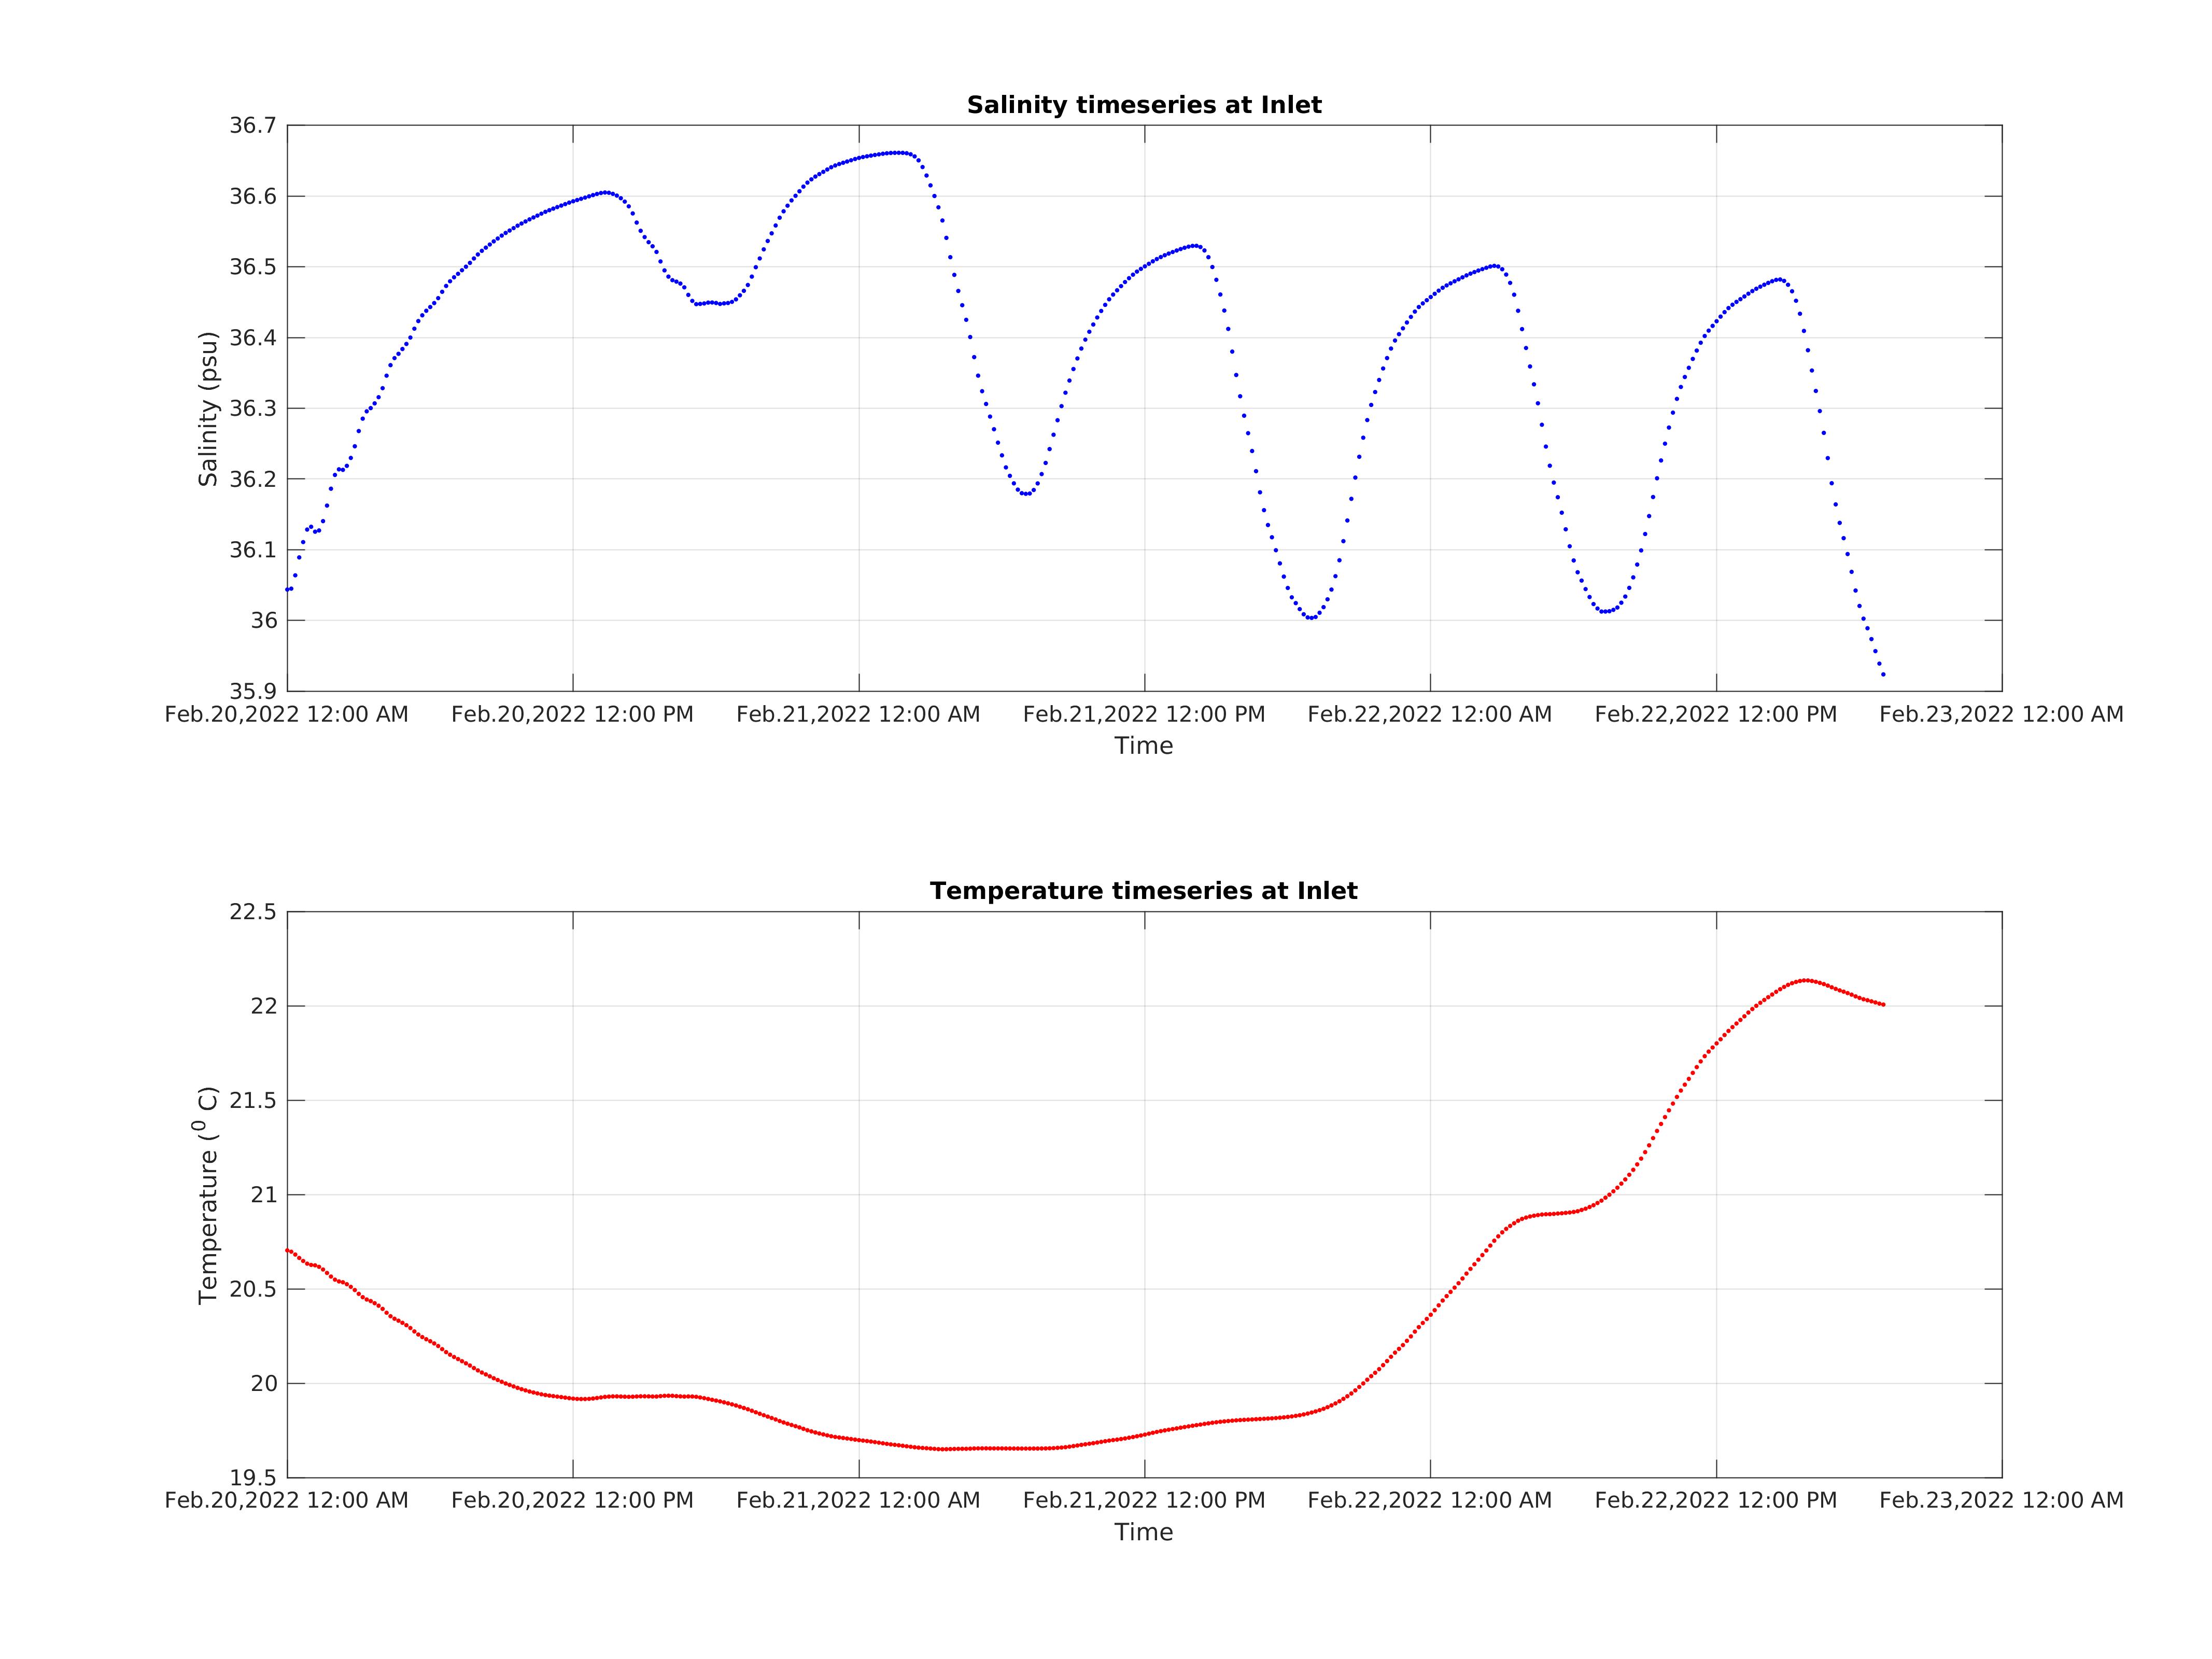 Salinity timeseries at Inlet
36.7
36.6
36.5
36.4
36.3
36.2
36.1
36
35.9
Salinity (psu)
Feb.20,2022 12:00 AM Feb.20,2022 12:00 PM Feb.21,2022 12:00 AM Feb.21,2022 12:00 PM Feb.22,2022 12:00 AM Feb.22,2022 12:00 PM Feb.23,2022 12:00 AM
Time
Temperature timeseries at Inlet
22.5
22
21.5
21
20.5
20
19.5
Temperature (⁰ C)
Feb.20,2022 12:00 AM Feb.20,2022 12:00 PM Feb.21,2022 12:00 AM Feb.21,2022 12:00 PM Feb.22,2022 12:00 AM Feb.22,2022 12:00 PM Feb.23,2022 12:00 AM
Time